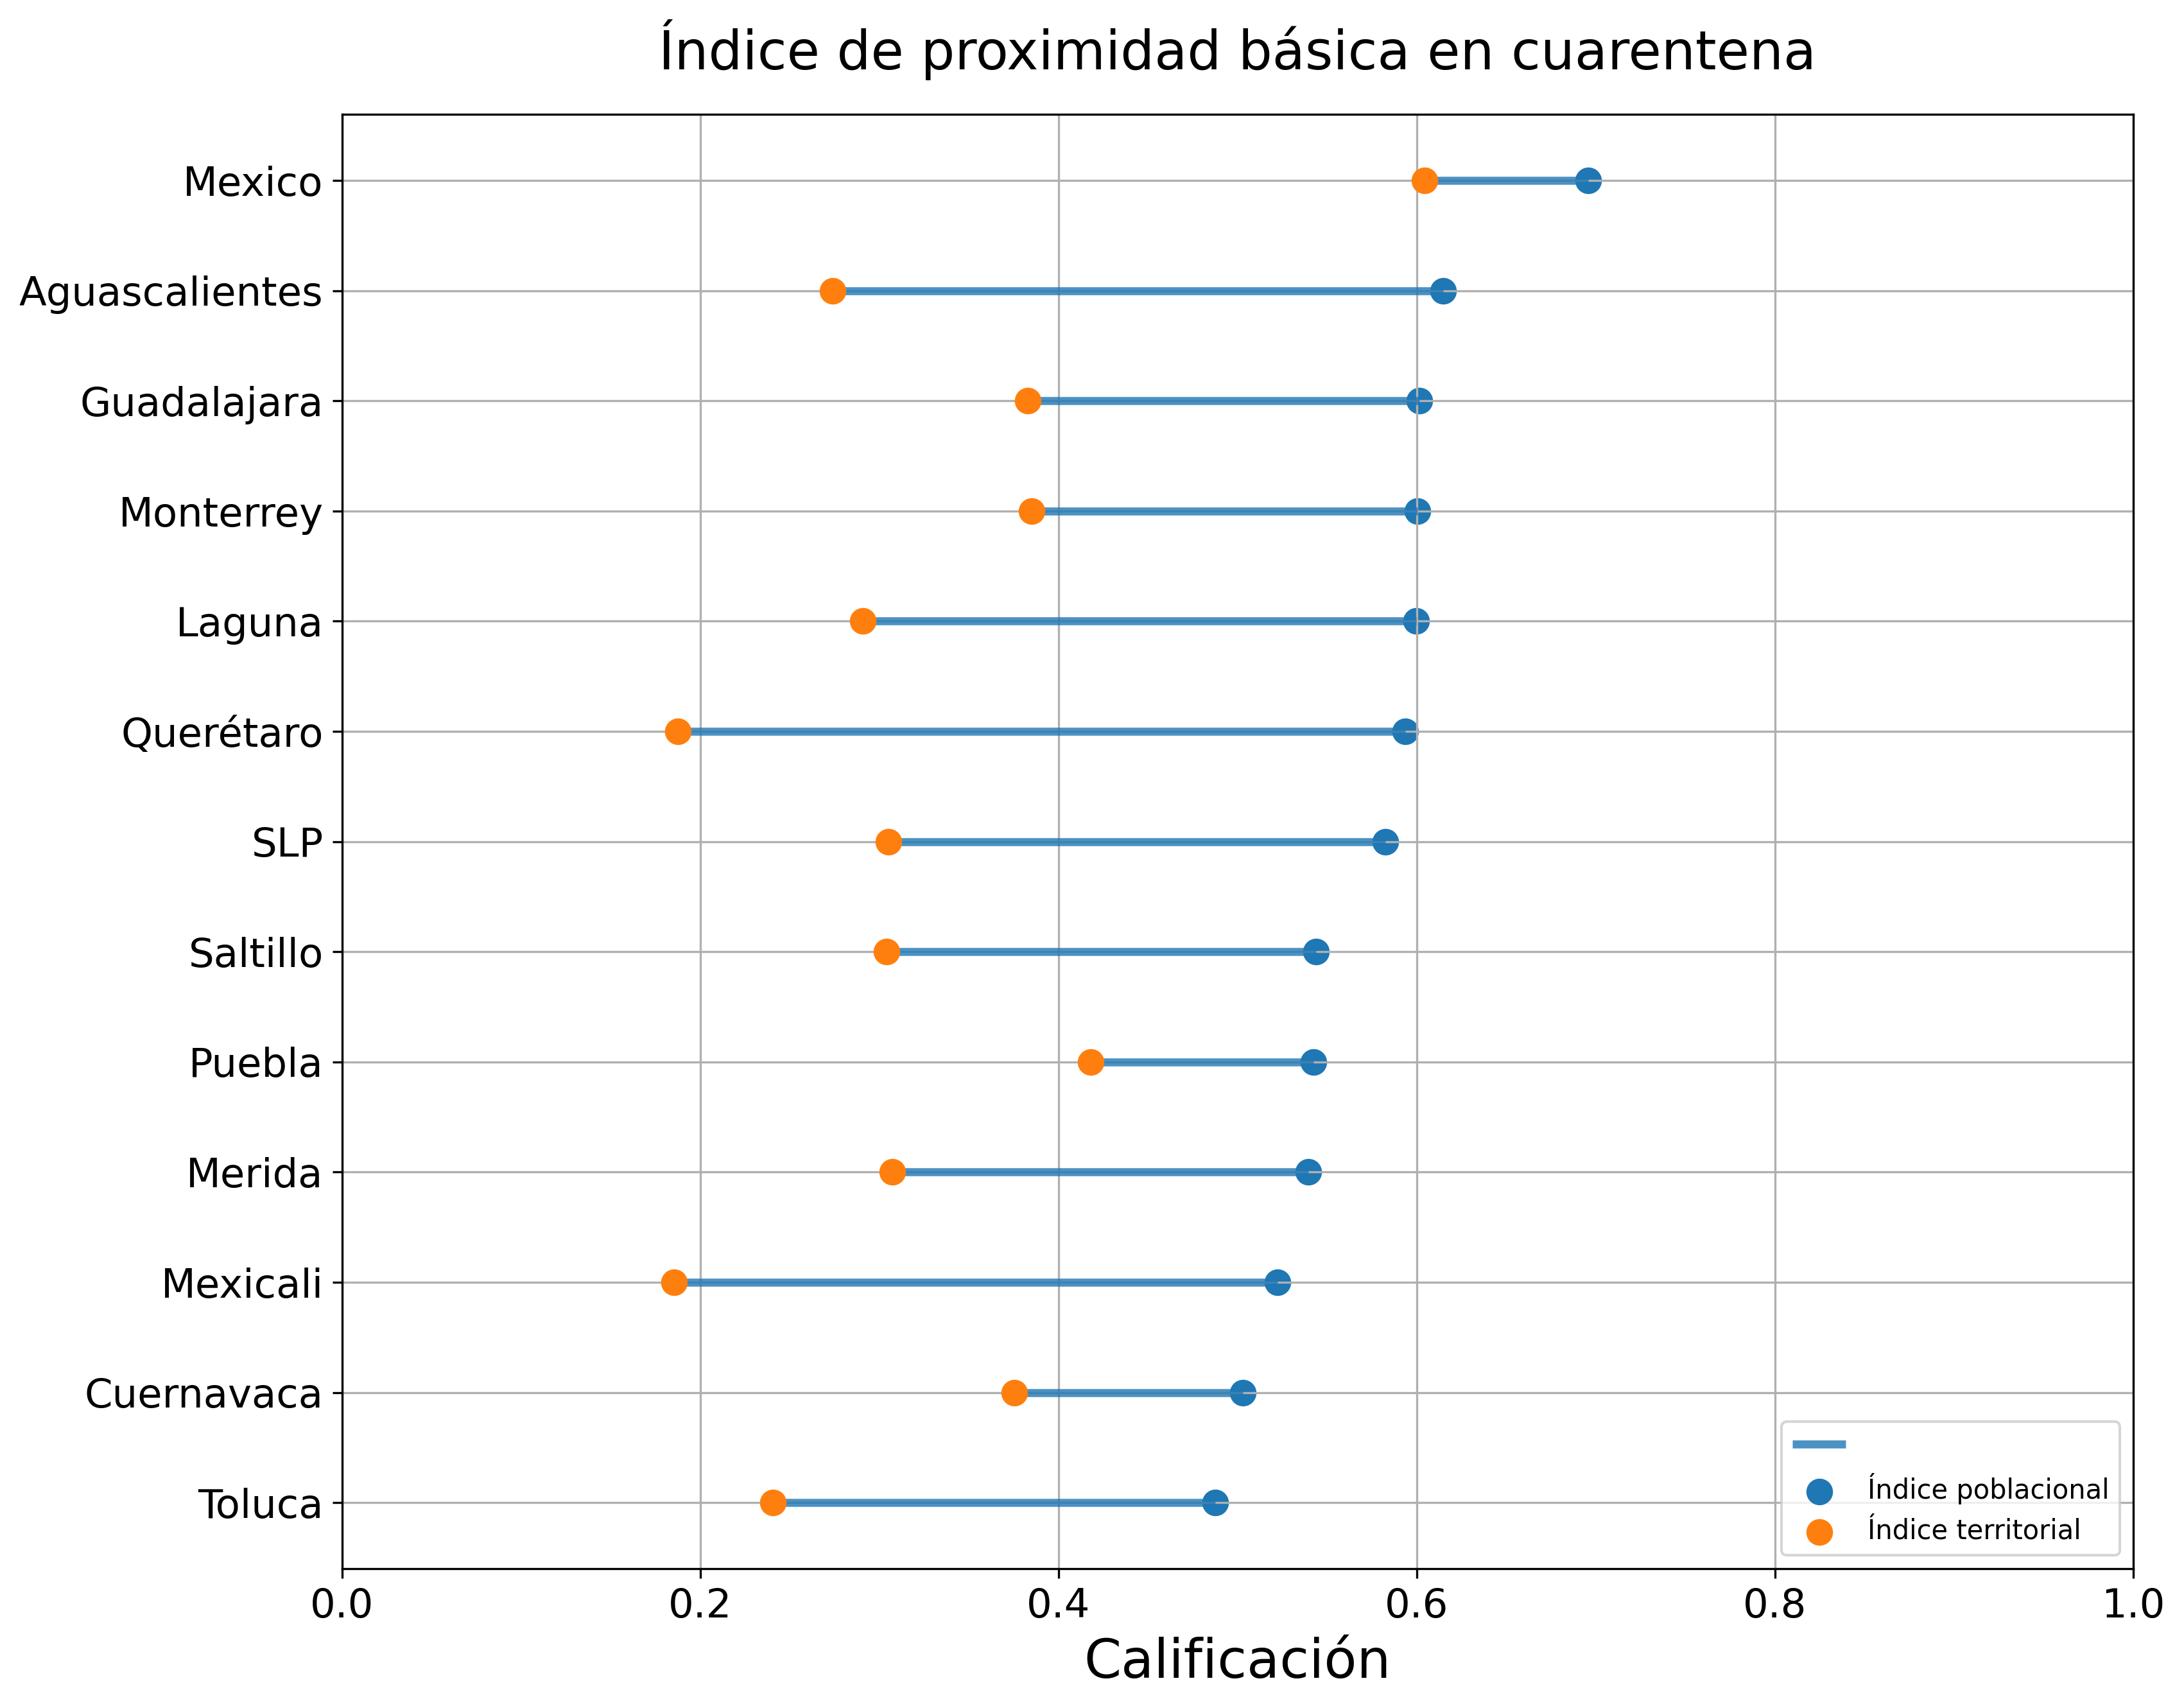 Índice de proximidad básica en cuarentena
Mexico
Aguascalientes
Guadalajara
Monterrey
Laguna
Querétaro
SLP
Saltillo
Puebla
Merida
Mexicali
Cuernavaca
Toluca
Índice poblacional
Índice territorial
0.0 0.2 0.4 0.6 0.8 1.0
Calificación